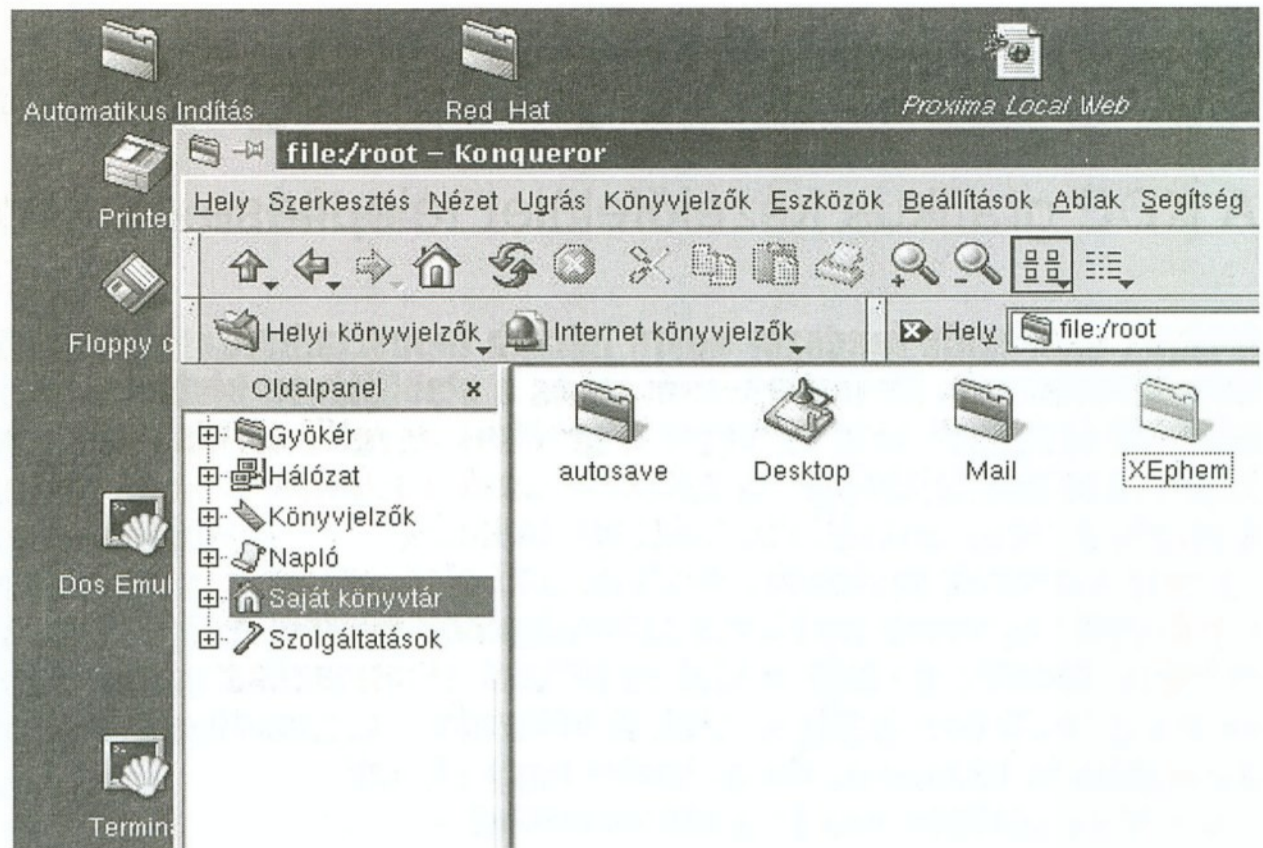 Automatikus Indítás
Red_Hat
Proxima Local Web
Printer
Floppy
Dos Emul
Termina
file:/root – Konqueror
Hely Szerkesztés Nézet Ugrás Könyvjelzők Eszközök Beállítások Ablak Segítség
Helyi könyvjelzők Internet könyvjelzők Hely file:/root
Oldalpanel x
Gyökér
Hálózat
Könyvjelzők
Napló
Saját könyvtár
Szolgáltatások
autosave Desktop Mail XEphem